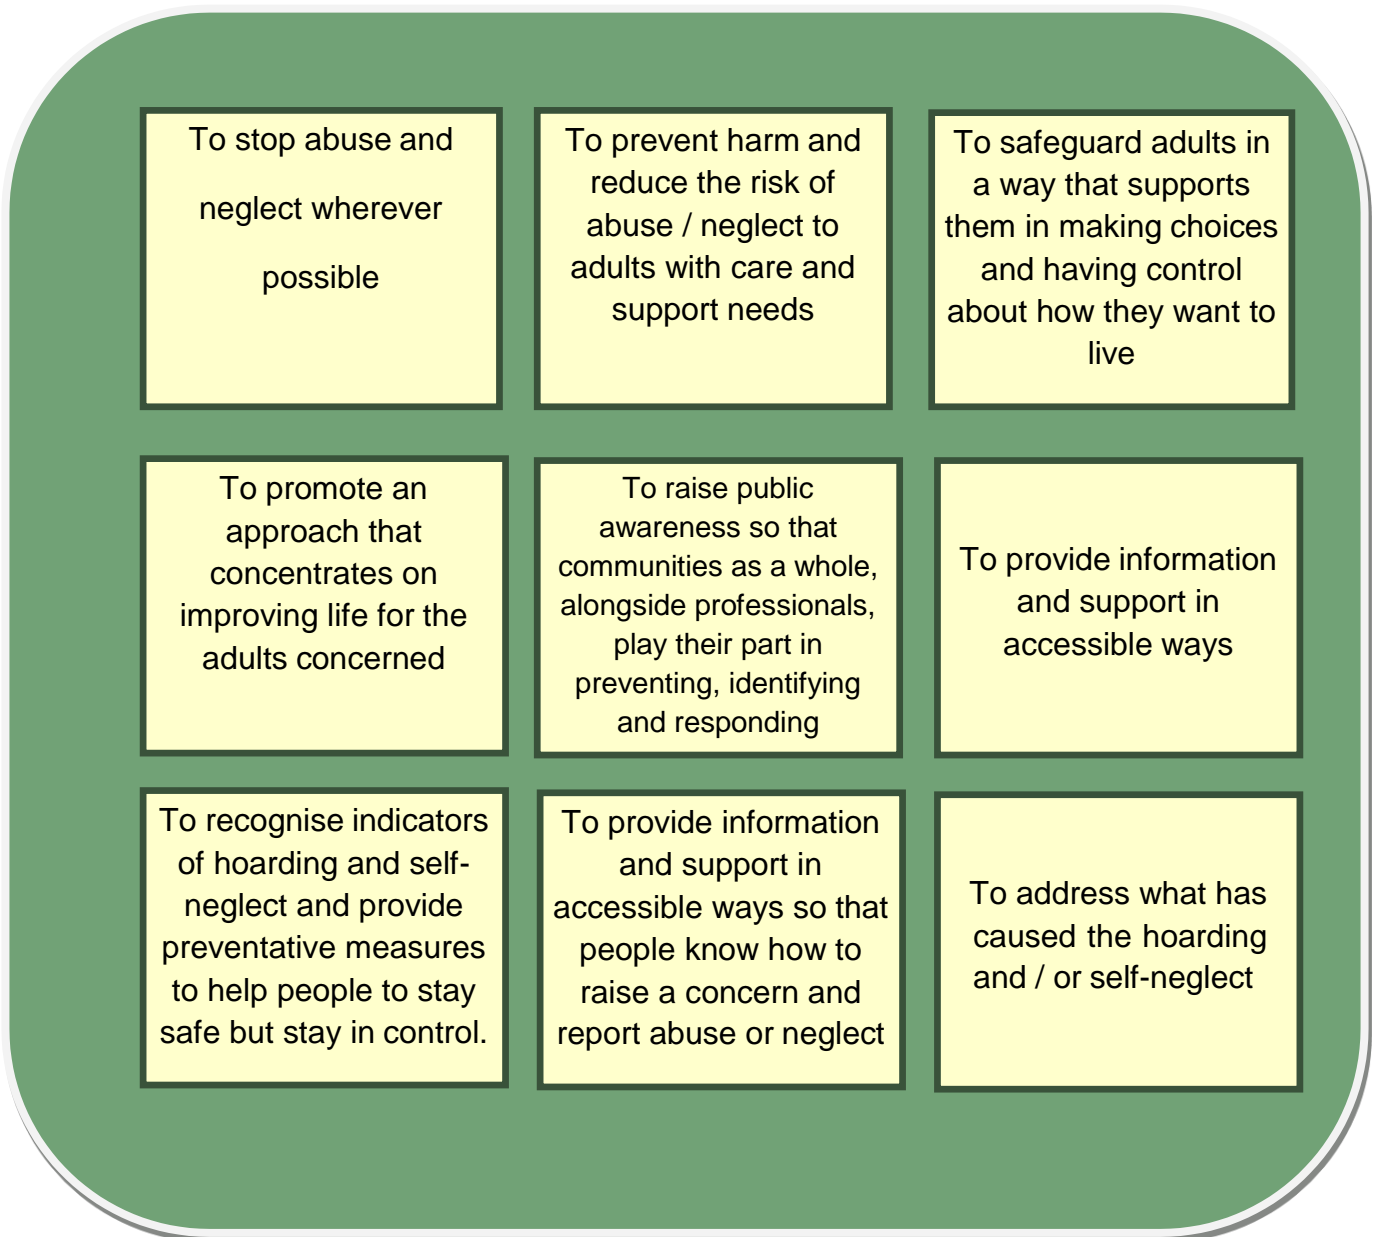 To stop abuse and
neglect wherever
possible
To prevent harm and
reduce the risk of
abuse / neglect to
adults with care and
support needs
To safeguard adults in
a way that supports
them in making choices
and having control
about how they want to
live
To promote an
approach that
concentrates on
improving life for the
adults concerned
To raise public
awareness so that
communities as a whole,
alongside professionals,
play their part in
preventing, identifying
and responding
To provide information
and support in
accessible ways
To recognise indicators
of hoarding and self-
neglect and provide
preventative measures
to help people to stay
safe but stay in control.
To provide information
and support in
accessible ways so that
people know how to
raise a concern and
report abuse or neglect
To address what has
caused the hoarding
and / or self-neglect